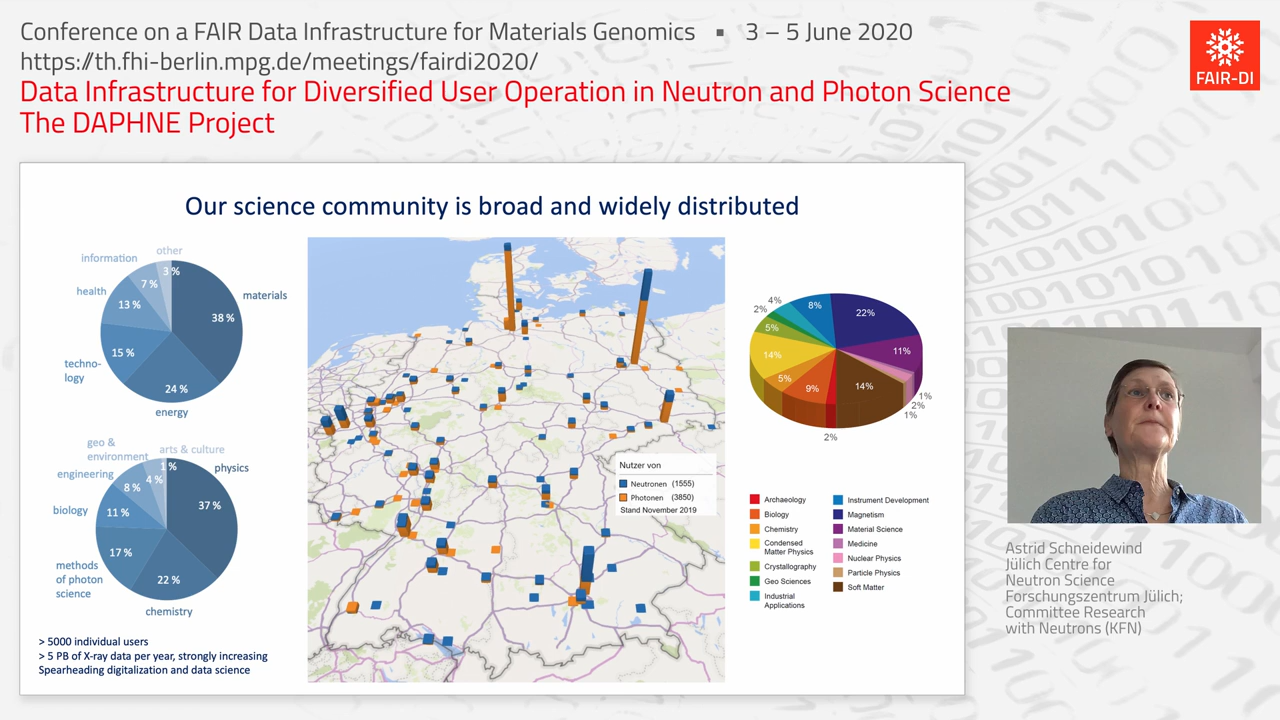 Conference on a FAIR Data Infrastructure for Materials Genomics ▪ 3 – 5 June 2020
https://th.fhi-berlin.mpg.de/meetings/fairdi2020/
Data Infrastructure for Diversified User Operation in Neutron and Photon Science
The DAPHNE Project
FAIR-DI
Our science community is broad and widely distributed
other
information
health
techno-
logy
energy
materials
3 %
7 %
13 %
15 %
24 %
38 %
geo &
environment
arts & culture
engineering
biology
methods
of photon
science
chemistry
physics
1 %
4 %
8 %
11 %
17 %
22 %
37 %
> 5000 individual users
> 5 PB of X-ray data per year, strongly increasing
Spearheading digitalization and data science
Nutzer von
Neutronen (1555)
Photonen (3850)
Stand November 2019
8%
22%
11%
1%
2%
1%
14%
2%
9%
5%
14%
5%
2%
4%
Archaeology
Biology
Chemistry
Condensed
Matter Physics
Crystallography
Geo Sciences
Industrial
Applications
Instrument Development
Magnetism
Material Science
Medicine
Nuclear Physics
Particle Physics
Soft Matter
Astrid Schneidewind
Jülich Centre for
Neutron Science
Forschungszentrum Jülich;
Committee Research
with Neutrons (KFN)